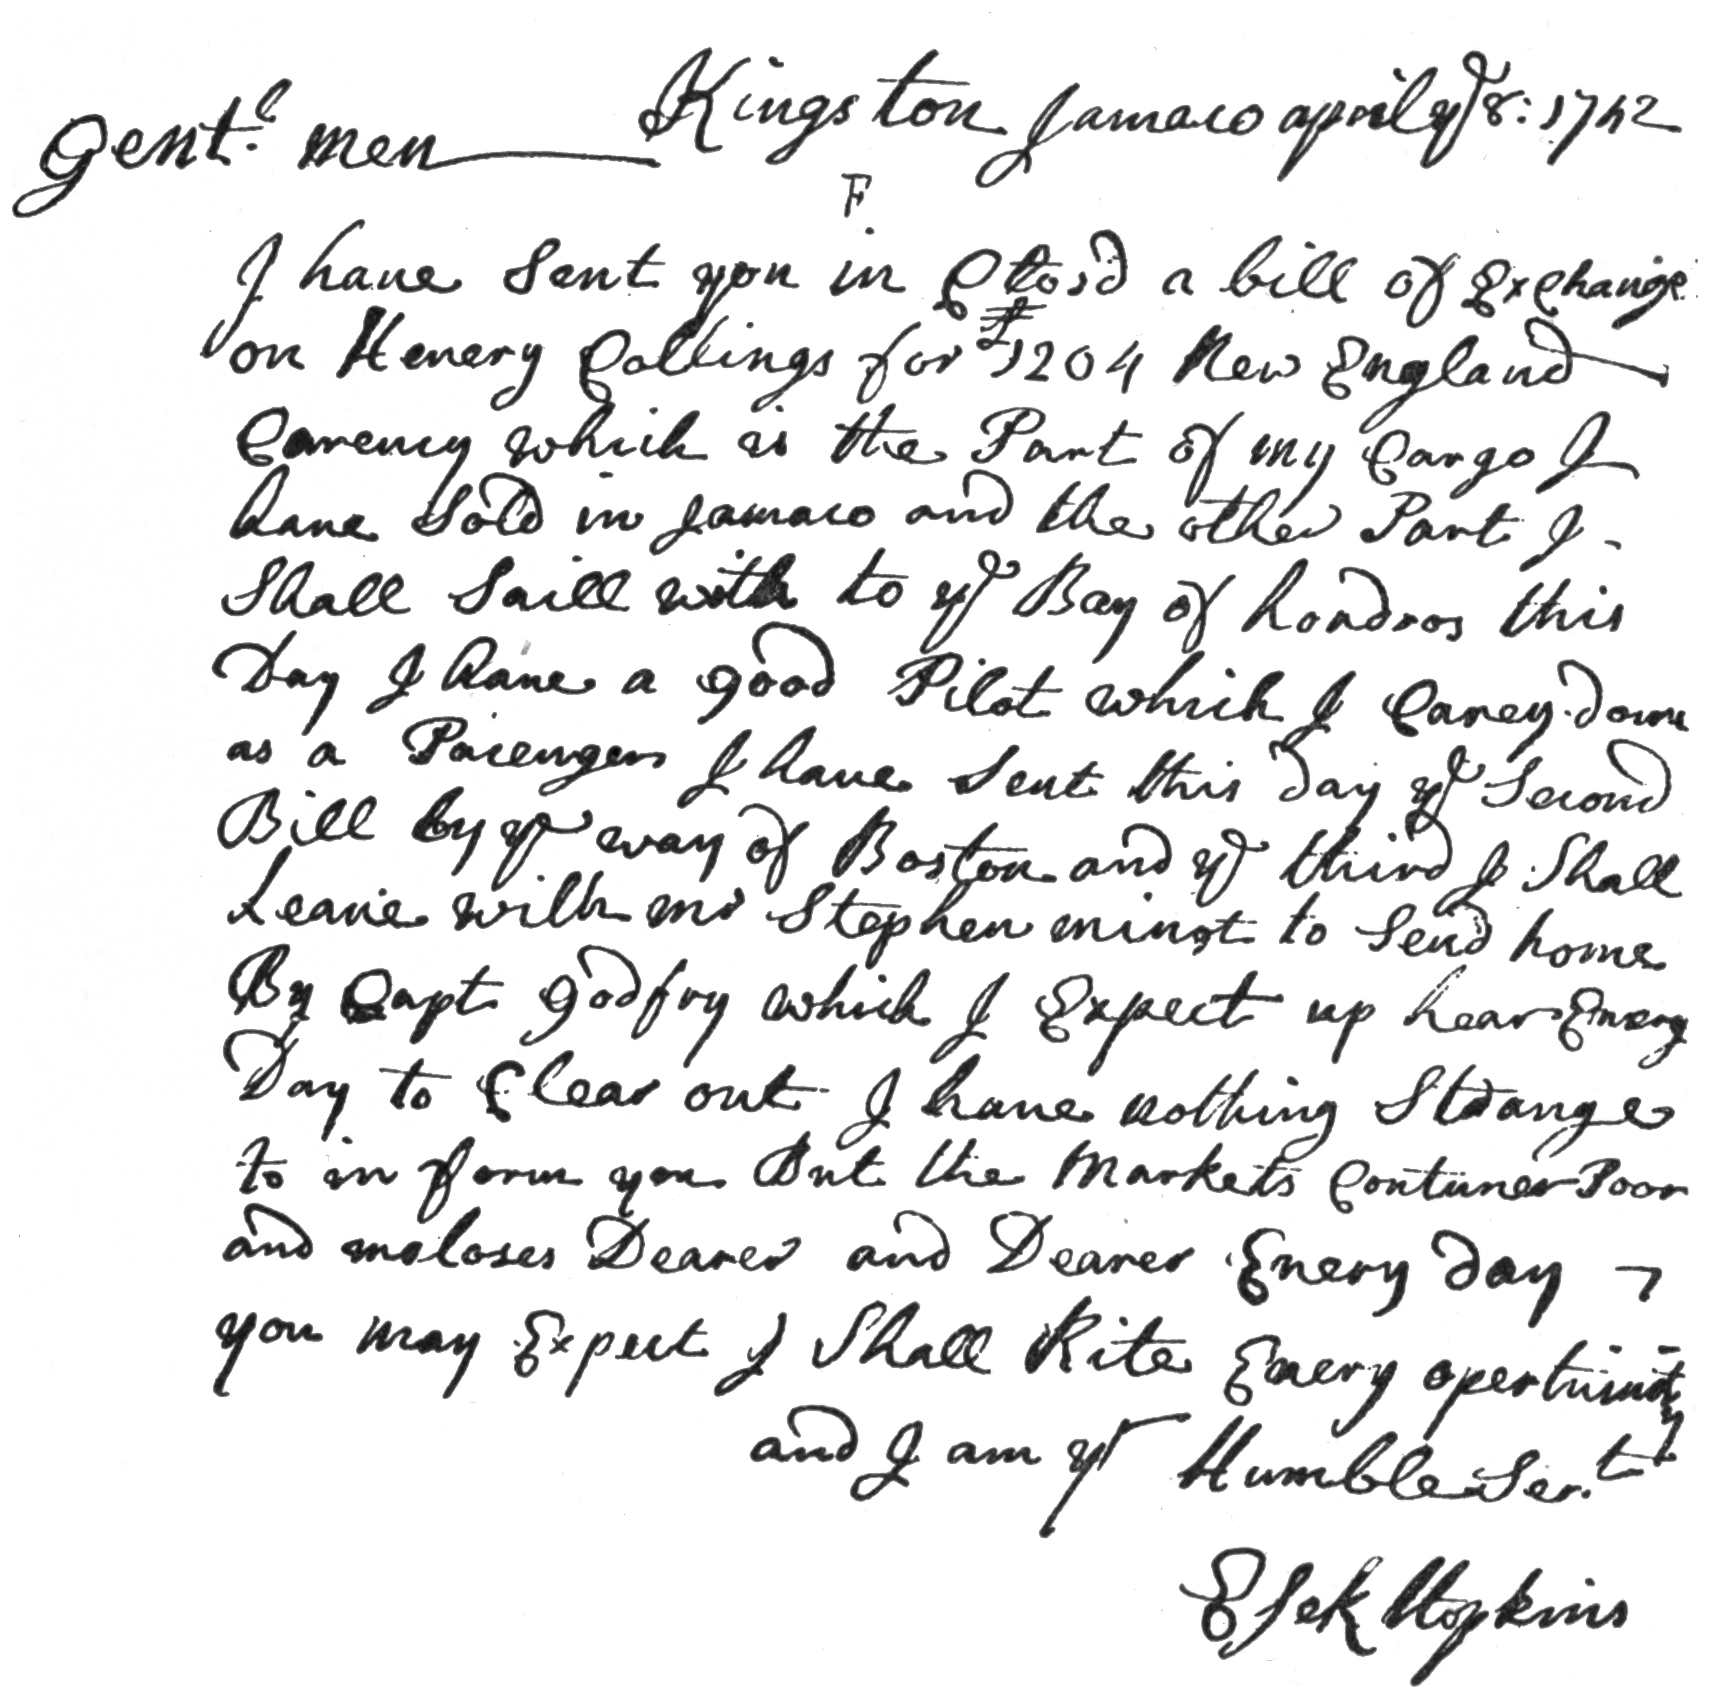 Kingston Jamaco april ye 8: 1742
Gentle men
F
I have Sent you in Closd a bill of Exchange
on Henery Collings for £1204 New England
Carency which is the Part of my Cargo I
have Sold in Jamaco and the other Part I
Shall Saill with to ye Bay of hondros this
Day I have a good Pilot which I Carey down
as a Pasenger I have Sent this day ye Second
Bill by ye way of Boston and ye third I Shall
Leave with mr Stephen minot to Send home
By Capt Godfry which I Expect up hear Every
Day to Clear out I have nothing Strange
to in form you But the Markets Contunes Poor
and moloses Dearer and Dearer Every day
you may Expect I Shall Rite Every opertuinity
and I am yr Humble Sert
Esek Hopkins